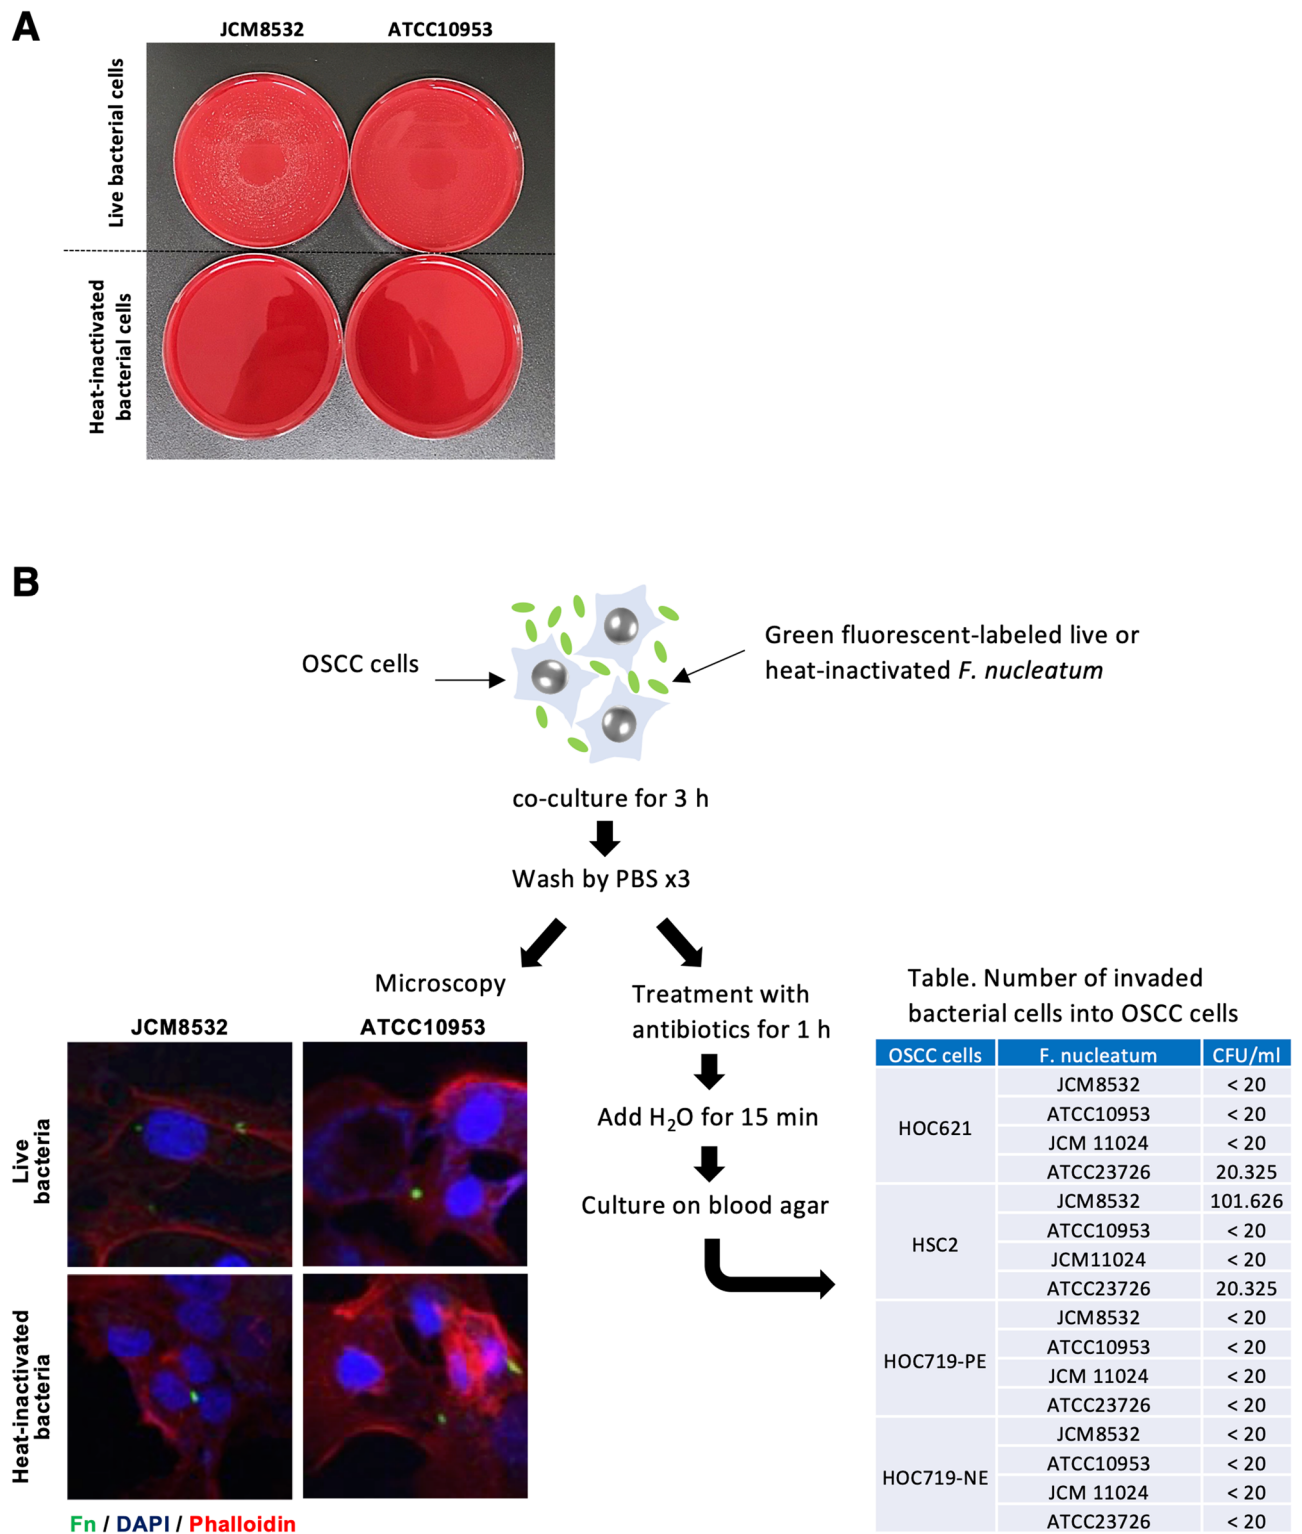 A
JCM8532 ATCC10953
Live bacterial cells
Heat-inactivated
bacterial cells
B
OSCC cells
Green fluorescent-labeled live or
heat-inactivated F. nucleatum
co-culture for 3 h
Wash by PBS x3
Microscopy
JCM8532 ATCC10953
Live
bacteria
Heat-inactivated
bacteria
Fn / DAPI / Phalloidin
Treatment with
antibiotics for 1 h
Add H₂O for 15 min
Culture on blood agar
Table. Number of invaded
bacterial cells into OSCC cells
OSCC cells F. nucleatum CFU/ml
HOC621
JCM8532 < 20
ATCC10953 < 20
JCM 11024 < 20
ATCC23726 20.325
HSC2
JCM8532 101.626
ATCC10953 < 20
JCM11024 < 20
ATCC23726 20.325
HOC719-PE
JCM8532 < 20
ATCC10953 < 20
JCM 11024 < 20
ATCC23726 < 20
HOC719-NE
JCM8532 < 20
ATCC10953 < 20
JCM 11024 < 20
ATCC23726 < 20